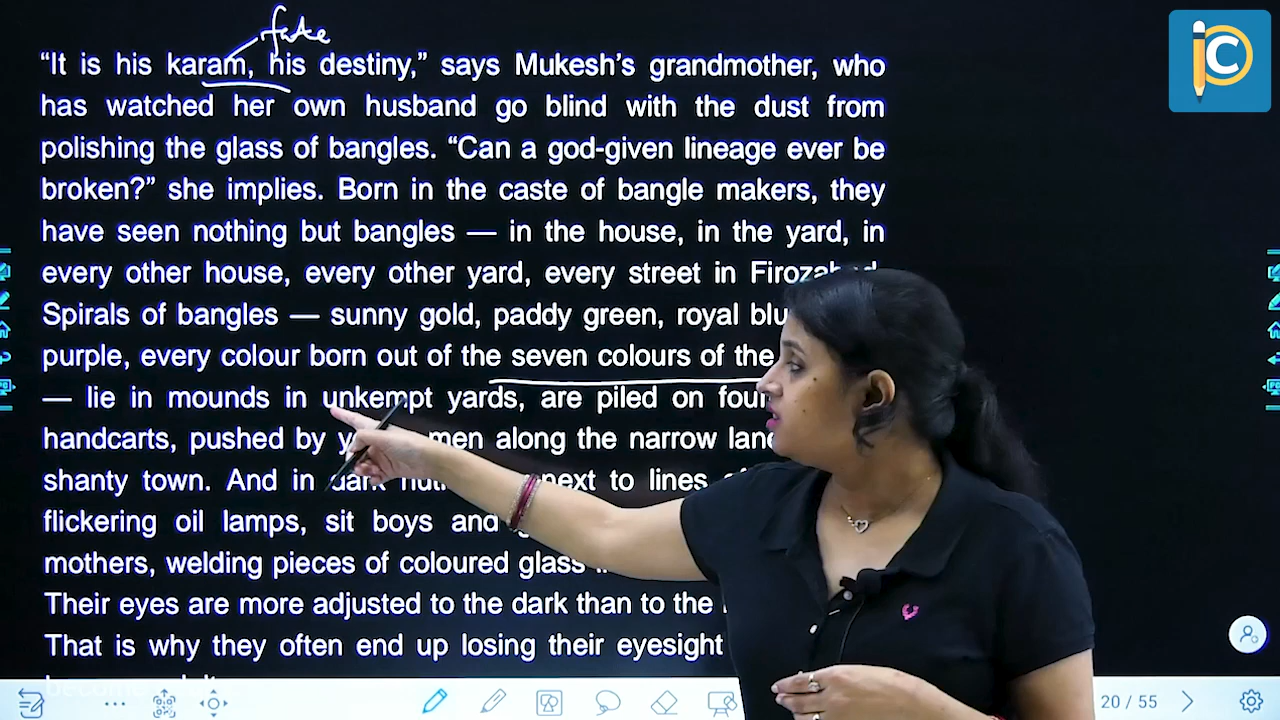 fate
“It is his karam, his destiny,” says Mukesh’s grandmother, who
has watched her own husband go blind with the dust from
polishing the glass of bangles. “Can a god-given lineage ever be
broken?” she implies. Born in the caste of bangle makers, they
have seen nothing but bangles — in the house, in the yard, in
every other house, every other yard, every street in Firozabad.
Spirals of bangles — sunny gold, paddy green, royal blu
purple, every colour born out of the seven colours of the
— lie in mounds in unkempt yards, are piled on fou
handcarts, pushed by y men along the narrow lane
shanty town. And in dark hut next to lines
flickering oil lamps, sit boys and
mothers, welding pieces of coloured glass
Their eyes are more adjusted to the dark than to the
That is why they often end up losing their eyesight
become
20 / 55